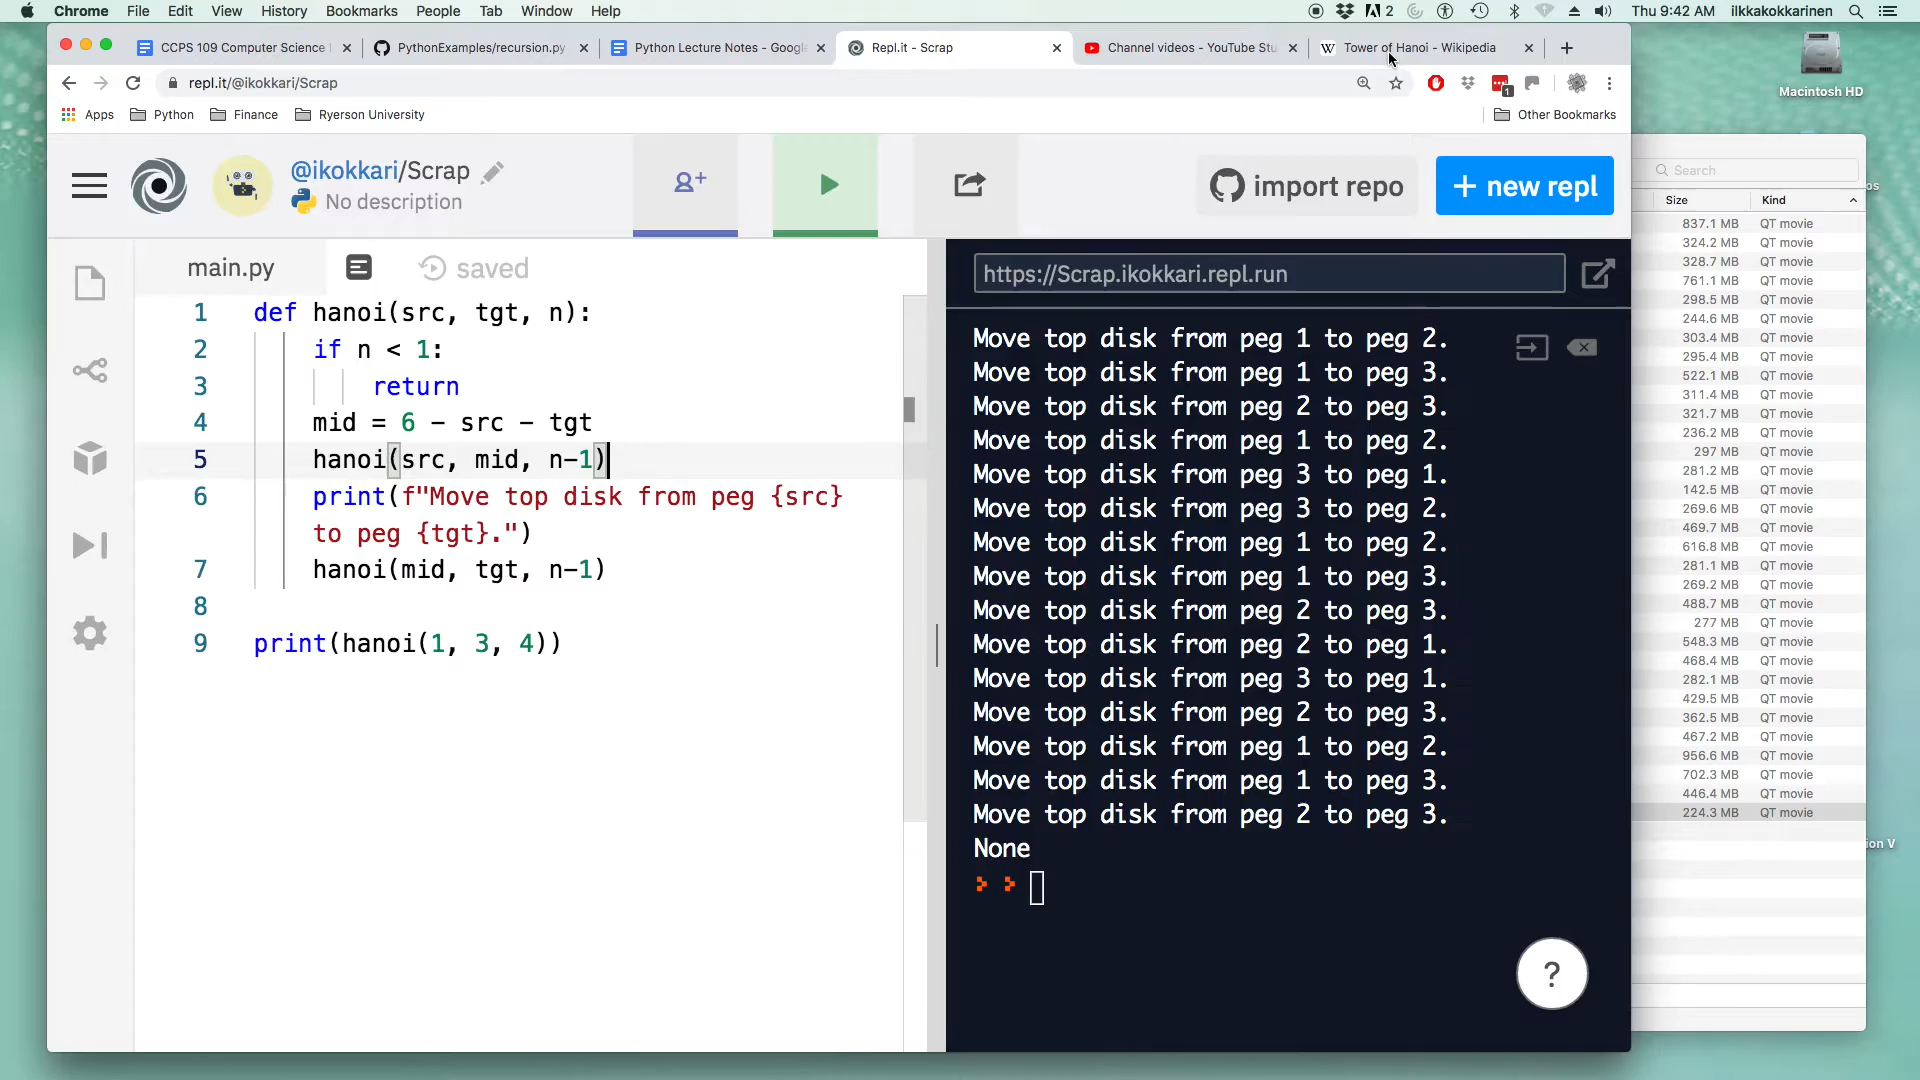 Chrome File Edit View History Bookmarks People Tab Window Help
2 Thu 9:42 AM ilkkakokkarinen
CCPS 109 Computer Science
PythonExamples/recursion.py
Python Lecture Notes - Google
Repl.it - Scrap
Channel videos - YouTube Stu
W Tower of Hanoi - Wikipedia
repl.it/@ikokkari/Scrap
1
Apps Python Finance Ryerson University Other Bookmarks
Macintosh HD
@ikokkari/Scrap
No description
import repo
+ new repl
main.py
saved
1 def hanoi(src, tgt, n):
2 if n < 1:
3 return
4 mid = 6 - src - tgt
5 hanoi(src, mid, n-1)
6 print(f"Move top disk from peg {src}
to peg {tgt}.")
7 hanoi(mid, tgt, n-1)
8
9 print(hanoi(1, 3, 4))
https://Scrap.ikokkari.repl.run
Move top disk from peg 1 to peg 2.
Move top disk from peg 1 to peg 3.
Move top disk from peg 2 to peg 3.
Move top disk from peg 1 to peg 2.
Move top disk from peg 3 to peg 1.
Move top disk from peg 3 to peg 2.
Move top disk from peg 1 to peg 2.
Move top disk from peg 1 to peg 3.
Move top disk from peg 2 to peg 3.
Move top disk from peg 2 to peg 1.
Move top disk from peg 3 to peg 1.
Move top disk from peg 2 to peg 3.
Move top disk from peg 1 to peg 2.
Move top disk from peg 1 to peg 3.
Move top disk from peg 2 to peg 3.
None
?
Search
os
Size Kind
837.1 MB QT movie
324.2 MB QT movie
328.7 MB QT movie
761.1 MB QT movie
298.5 MB QT movie
244.6 MB QT movie
303.4 MB QT movie
295.4 MB QT movie
522.1 MB QT movie
311.4 MB QT movie
321.7 MB QT movie
236.2 MB QT movie
297 MB QT movie
281.2 MB QT movie
142.5 MB QT movie
269.6 MB QT movie
469.7 MB QT movie
616.8 MB QT movie
281.1 MB QT movie
269.2 MB QT movie
488.7 MB QT movie
277 MB QT movie
548.3 MB QT movie
468.4 MB QT movie
282.1 MB QT movie
429.5 MB QT movie
362.5 MB QT movie
467.2 MB QT movie
956.6 MB QT movie
702.3 MB QT movie
446.4 MB QT movie
224.3 MB QT movie
ion V